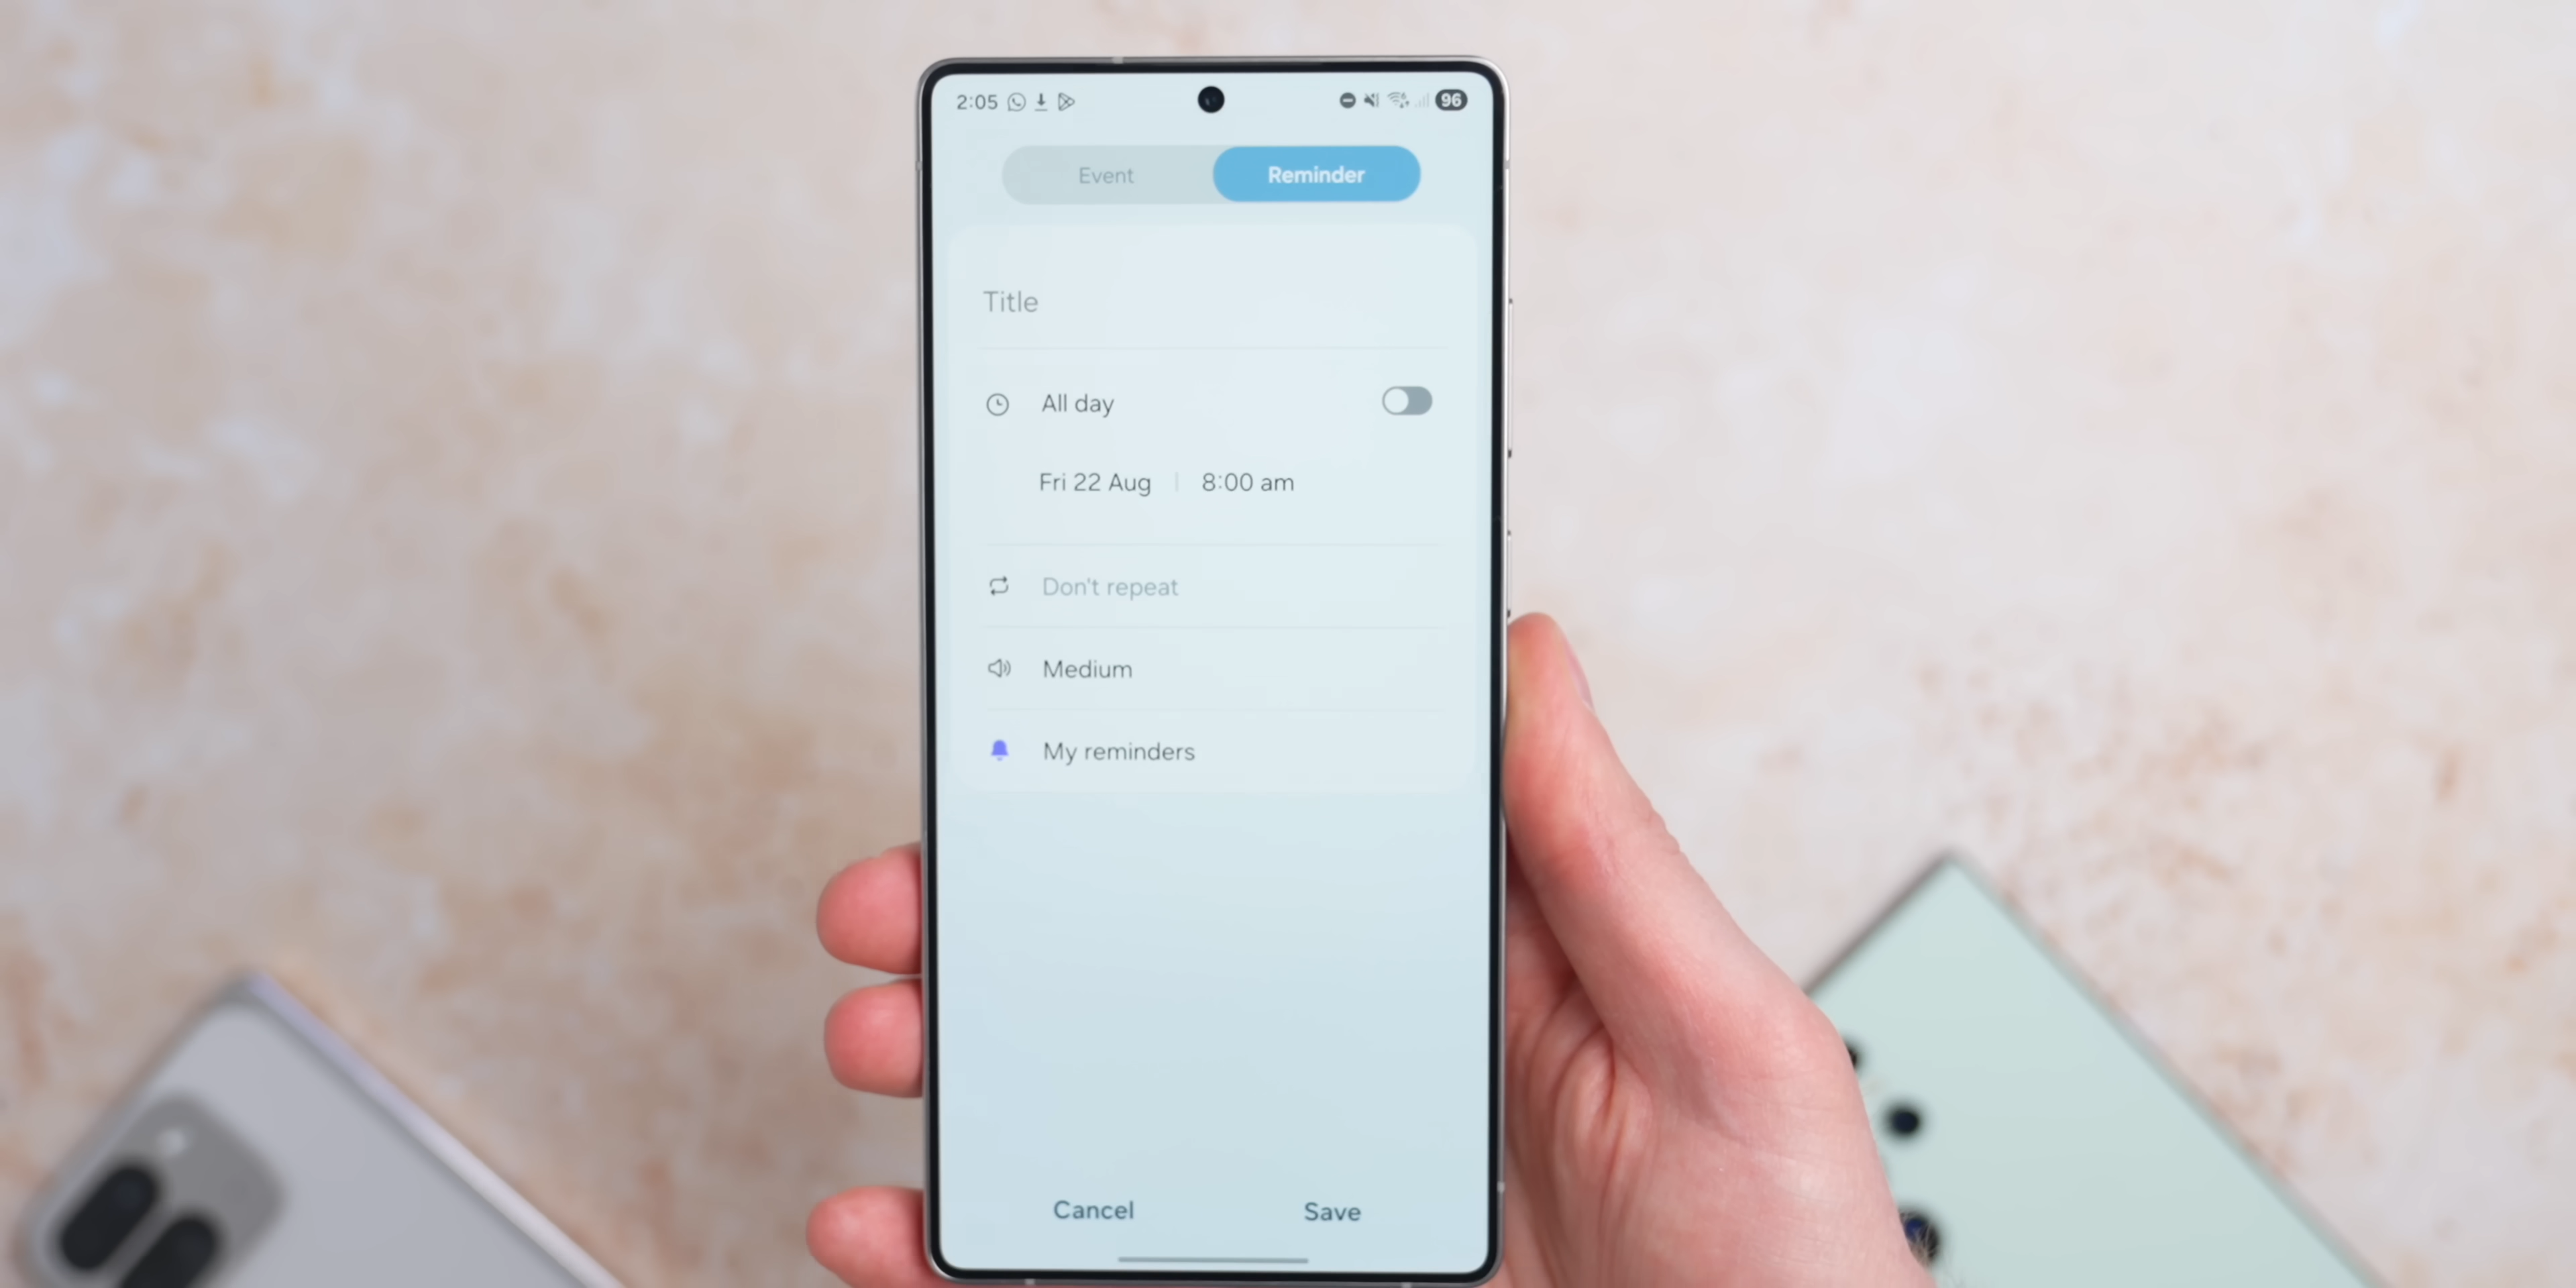 2:05 96
Event Reminder
Title
All day
Fri 22 Aug | 8:00 am
Don't repeat
Medium
My reminders
Cancel Save